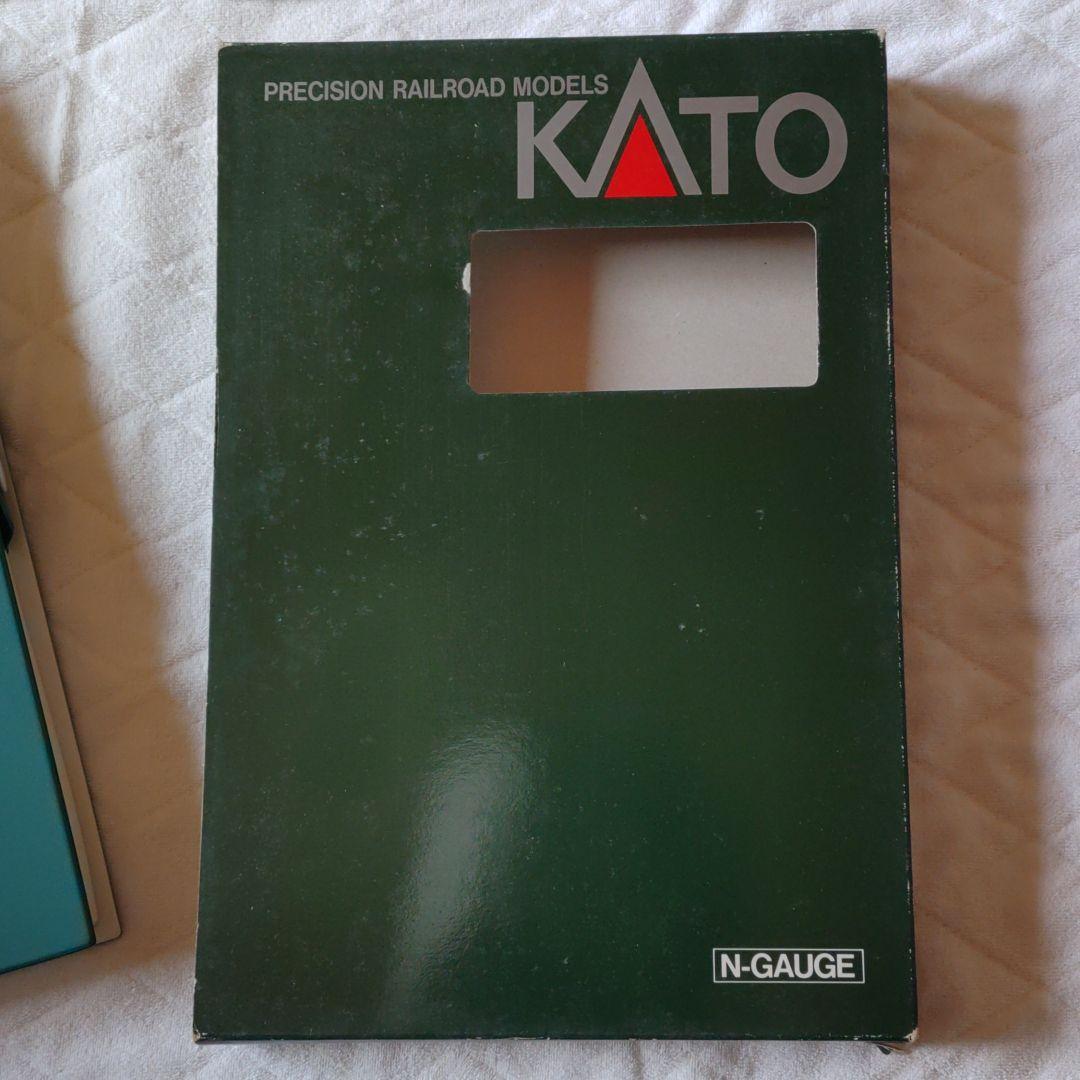 PRECISION RAILROAD MODELS
KATO
N-GAUGE